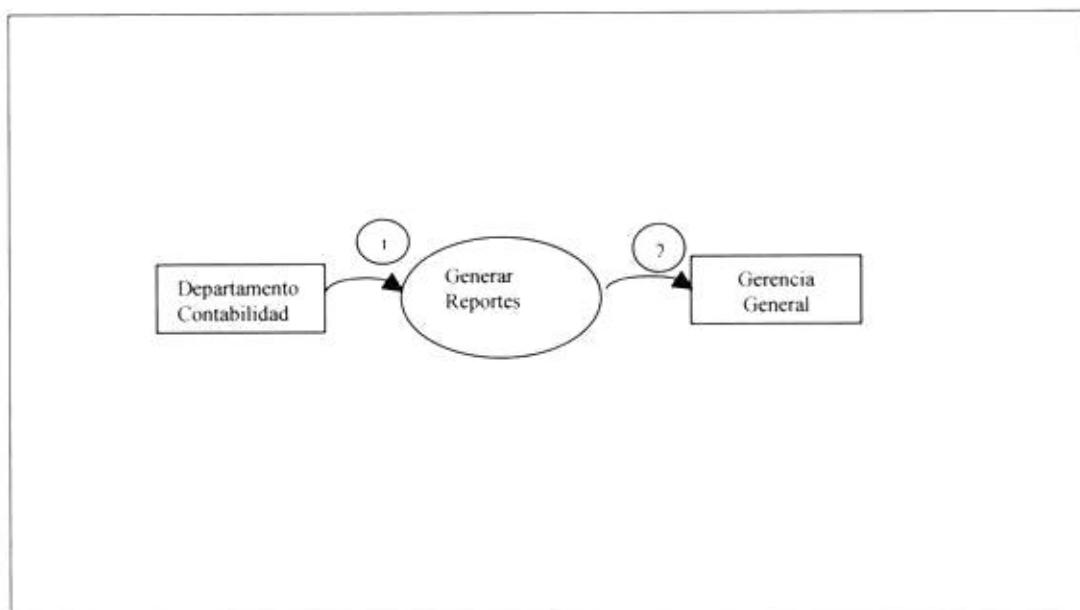 1
Generar
Reportes
2
Departamento
Contabilidad
Gerencia
General